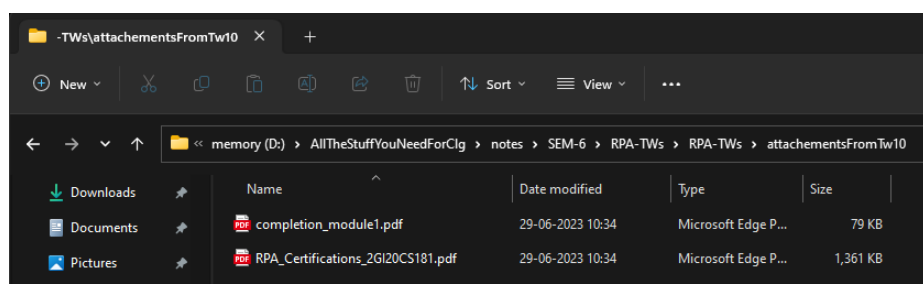 -TWs\attachementsFromTw10
New Sort View
memory (D:) AllTheStuffYouNeedForClg notes SEM-6 RPA-TWs RPA-TWs attachementsFromTw10
Downloads Name Date modified Type Size
Documents PDF completion_module1.pdf 29-06-2023 10:34 Microsoft Edge P... 79 KB
Pictures PDF RPA_Certifications_2GI20CS181.pdf 29-06-2023 10:34 Microsoft Edge P... 1,361 KB